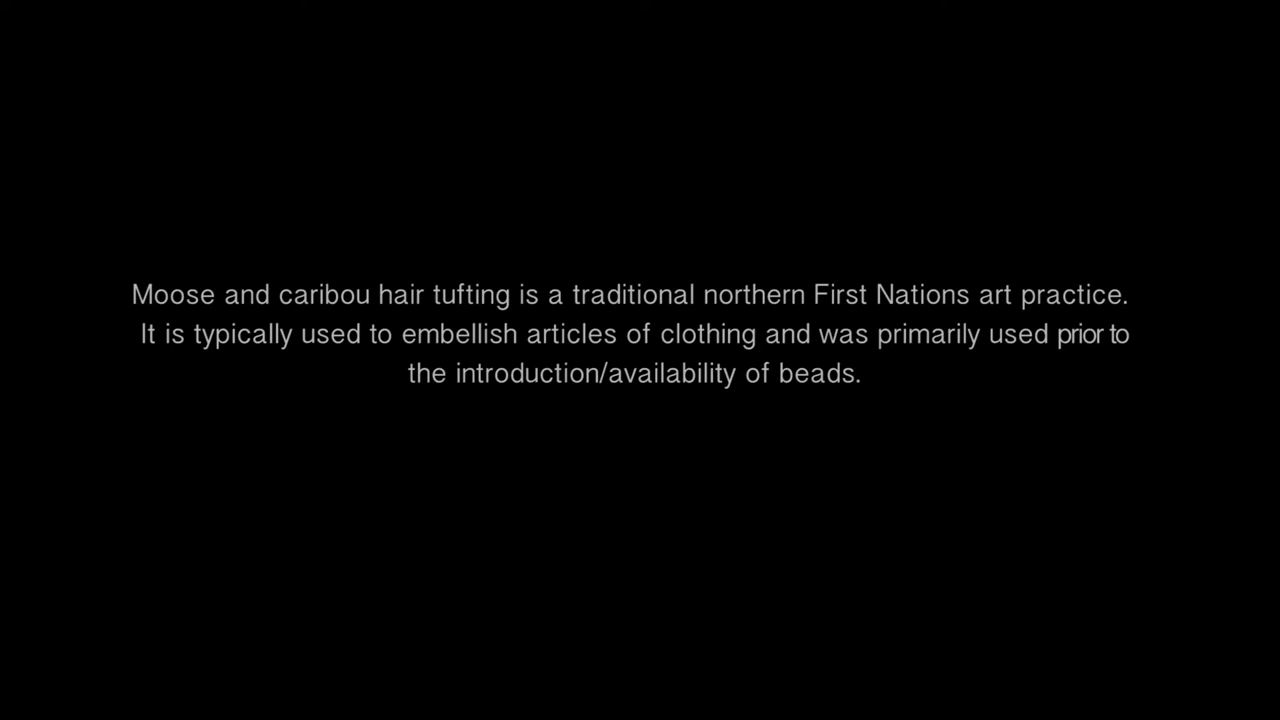 Moose and caribou hair tufting is a traditional northern First Nations art practice.
It is typically used to embellish articles of clothing and was primarily used prior to
the introduction/availability of beads.